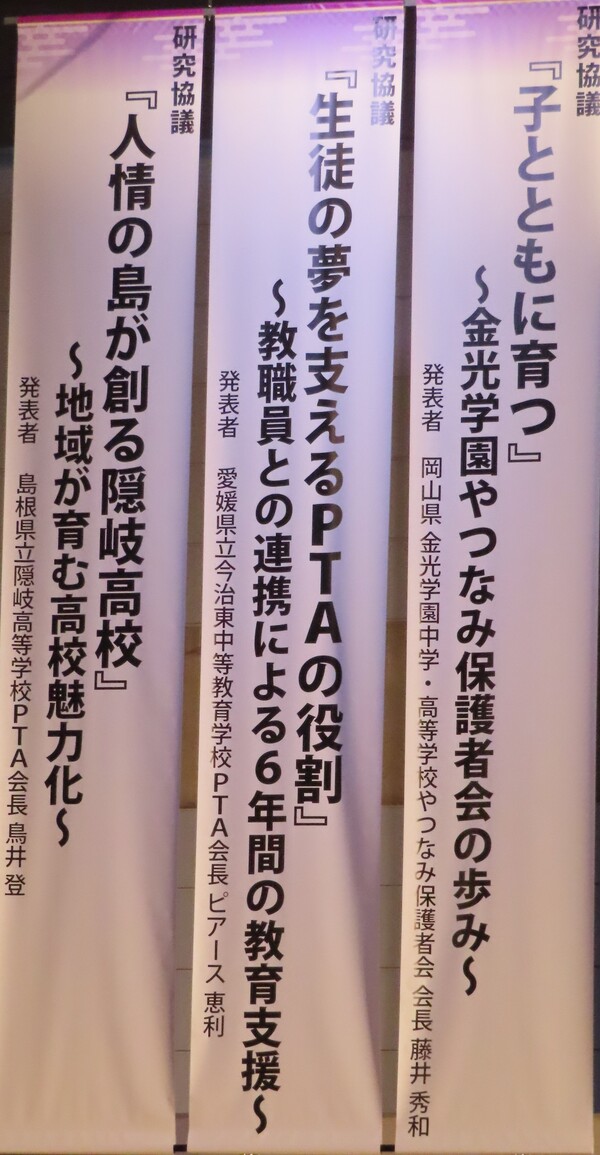 研究協議
『子とともに育つ』
～金光学園やつなみ保護者会の歩み～
発表者 岡山県 金光学園中学・高等学校やつなみ保護者会 会長 藤井 秀和
研究協議
『生徒の夢を支えるPTAの役割』
～教職員との連携による6年間の教育支援～
発表者 愛媛県立今治東中等教育学校PTA会長 ピアース 恵利
研究協議
『人情の島が創る隠岐高校』
～地域が育む高校魅力化～
発表者 島根県立隠岐高等学校PTA会長 鳥井 登